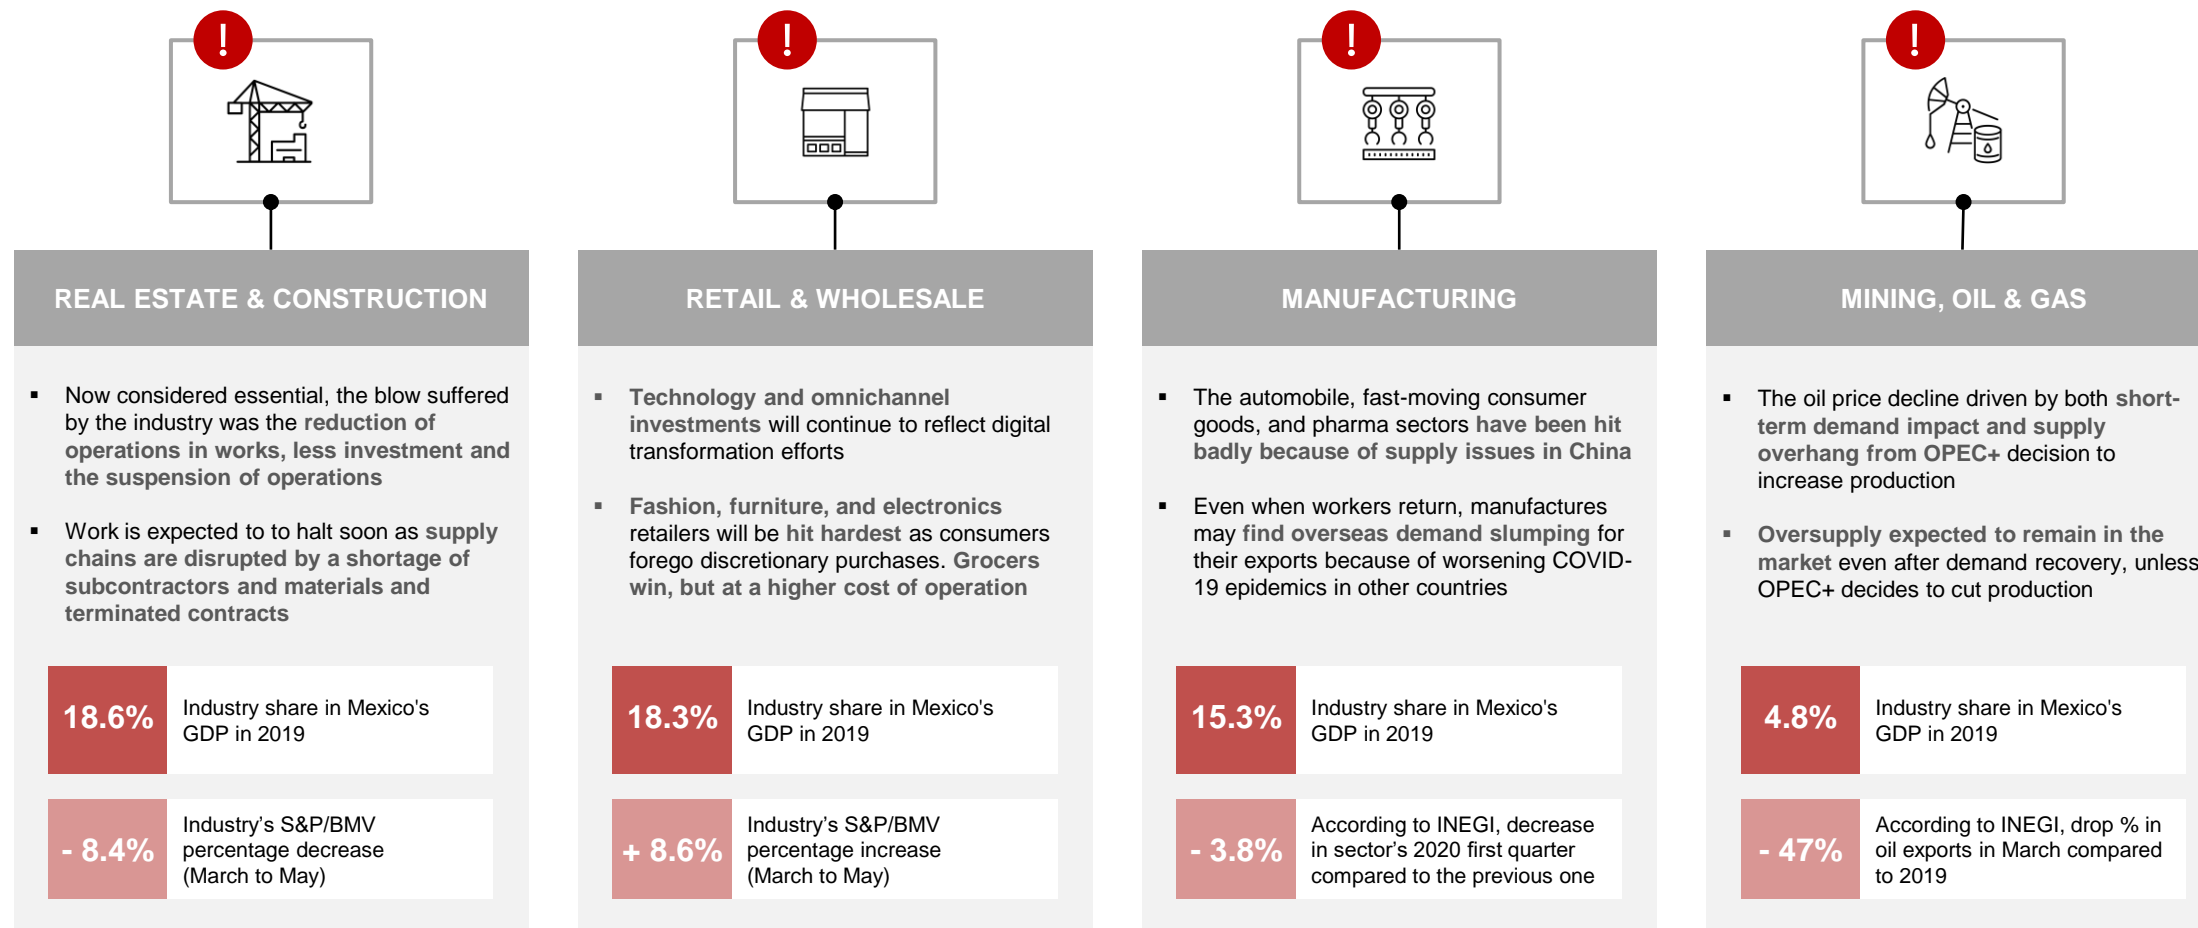 !
!
!
!
REAL ESTATE & CONSTRUCTION
▪ Now considered essential, the blow suffered
by the industry was the reduction of
operations in works, less investment and
the suspension of operations
▪ Work is expected to to halt soon as supply
chains are disrupted by a shortage of
subcontractors and materials and
terminated contracts
18.6%
Industry share in Mexico's
GDP in 2019
- 8.4%
Industry’s S&P/BMV
percentage decrease
(March to May)
RETAIL & WHOLESALE
▪ Technology and omnichannel
investments will continue to reflect digital
transformation efforts
▪ Fashion, furniture, and electronics
retailers will be hit hardest as consumers
forego discretionary purchases. Grocers
win, but at a higher cost of operation
18.3%
Industry share in Mexico's
GDP in 2019
+ 8.6%
Industry’s S&P/BMV
percentage increase
(March to May)
MANUFACTURING
▪ The automobile, fast-moving consumer
goods, and pharma sectors have been hit
badly because of supply issues in China
▪ Even when workers return, manufactures
may find overseas demand slumping for
their exports because of worsening COVID-
19 epidemics in other countries
15.3%
Industry share in Mexico's
GDP in 2019
- 3.8%
According to INEGI, decrease
in sector’s 2020 first quarter
compared to the previous one
MINING, OIL & GAS
▪ The oil price decline driven by both short-
term demand impact and supply
overhang from OPEC+ decision to
increase production
▪ Oversupply expected to remain in the
market even after demand recovery, unless
OPEC+ decides to cut production
4.8%
Industry share in Mexico's
GDP in 2019
- 47%
According to INEGI, drop % in
oil exports in March compared
to 2019